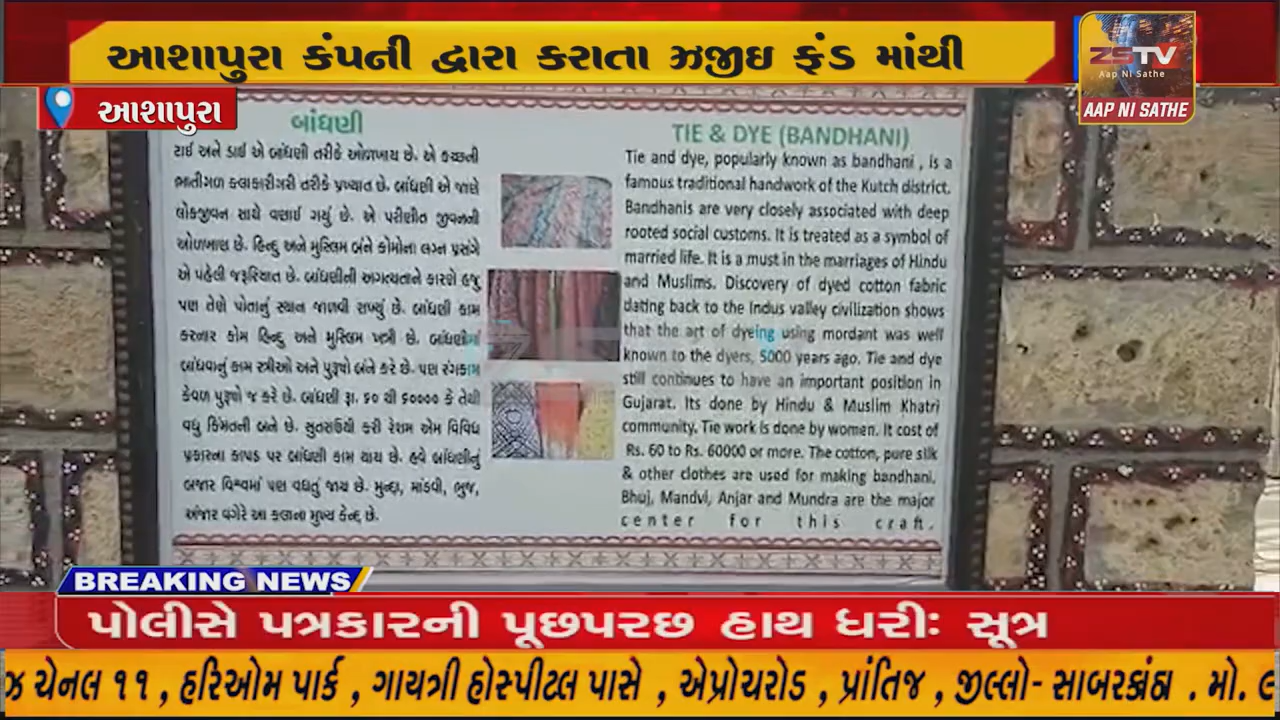 આશાપુરા કંપની દ્વારા કરાતા ઝજીઇ ફંડ માંથી
ZSTV
Aap Ni Sathe
AAP NI SATHE
આશાપુરા
બાંધણી
ટાઈ અને ડાઈ એ બાંધણી તરીકે ઓળખાય છે. એ કચ્છની
ભાતીગળ કલાકારીગરી તરીકે પ્રખ્યાત છે. બાંધણી એ જાણે
લોકજીવન સાથે વણાઈ ગયું છે. એ પરીણીત જીવનની
ઓળખાણ છે. હિન્દુ અને મુસ્લિમ બંને કોમોના લગ્ન પ્રસંગે
એ પહેલી જરૂરિયાત છે. બાંધણીની અગત્યતાને કારણે હજુ
પણ તેણે પોતાનું સ્થાન જાળવી રાખ્યું છે. બાંધણી કામ
કરનાર કોમ હિન્દુ અને મુસ્લિમ ખત્રી છે. બાંધણીમાં
બાંધવાનું કામ સ્ત્રીઓ અને પુરૂષો બંને કરે છે. પણ રંગકામ
કેવળ પુરૂષો જ કરે છે. બાંધણી રૂા. ૬૦ થી ૬૦૦૦૦ કે તેથી
વધુ કિંમતની બને છે. સુતરાઉથી કરી રેશમ એમ વિવિધ
પ્રકારના કાપડ પર બાંધણી કામ થાય છે. હવે બાંધણીનું
બજાર વિશ્વમાં પણ વધતું જાય છે. મુન્દ્રા, માંડવી, ભુજ,
અંજાર વગેરે આ કલાના મુખ્ય કેન્દ્ર છે.
TIE & DYE (BANDHANI)
Tie and dye, popularly known as bandhani , is a
famous traditional handwork of the Kutch district.
Bandhanis are very closely associated with deep
rooted social customs. It is treated as a symbol of
married life. It is a must in the marriages of Hindu
and Muslims. Discovery of dyed cotton fabric
dating back to the Indus valley civilization shows
that the art of dyeing using mordant was well
known to the dyers, 5000 years ago. Tie and dye
still continues to have an important position in
Gujarat. Its done by Hindu & Muslim Khatri
community. Tie work is done by women. It cost of
Rs. 60 to Rs. 60000 or more. The cotton, pure silk
& other clothes are used for making bandhani.
Bhuj, Mandvi, Anjar and Mundra are the major
center for this craft.
BREAKING NEWS
પોલીસે પત્રકારની પૂછપરછ હાથ ધરીઃ સૂત્ર
ઝ ચેનલ ૧૧ , હરિઓમ પાર્ક , ગાયત્રી હોસ્પીટલ પાસે , એપ્રોચરોડ , પ્રાંતિજ , જીલ્લો- સાબરકાંઠા . મો. ૯